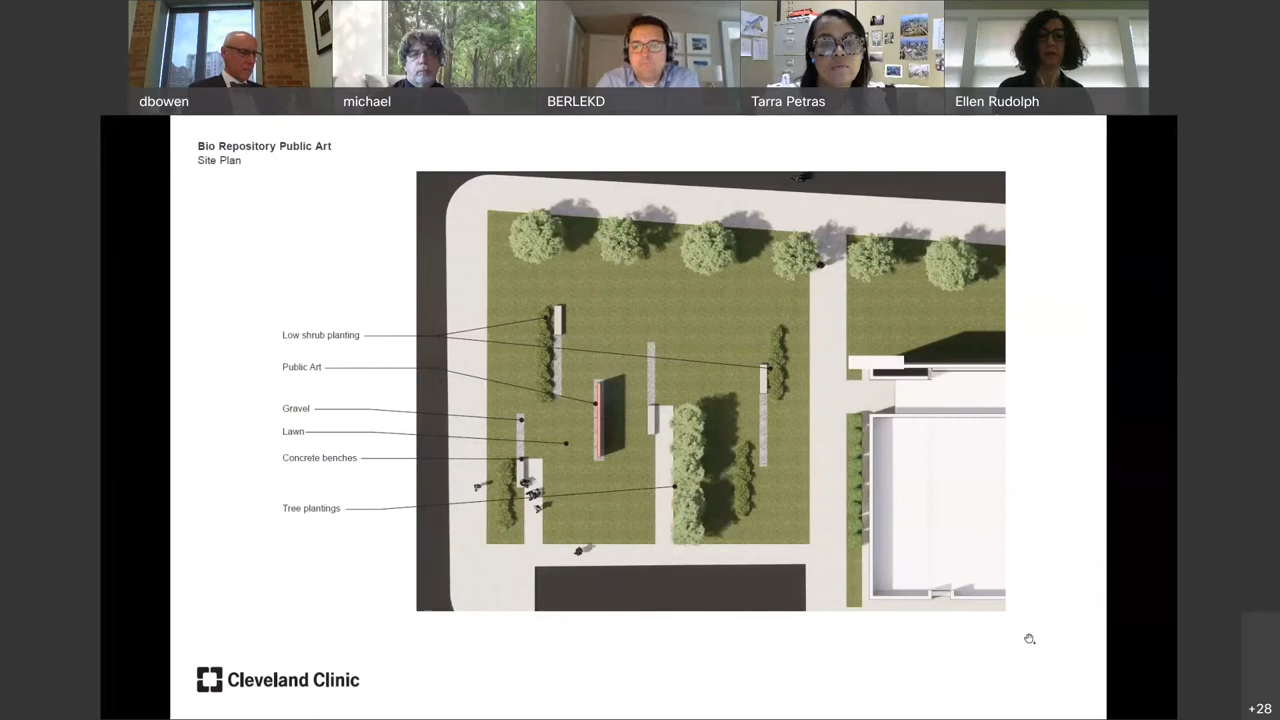 dbowen
michael
BERLEKD
Tarra Petras
Ellen Rudolph
Bio Repository Public Art
Site Plan
Low shrub planting
Public Art
Gravel
Lawn
Concrete benches
Tree plantings
Cleveland Clinic
+28